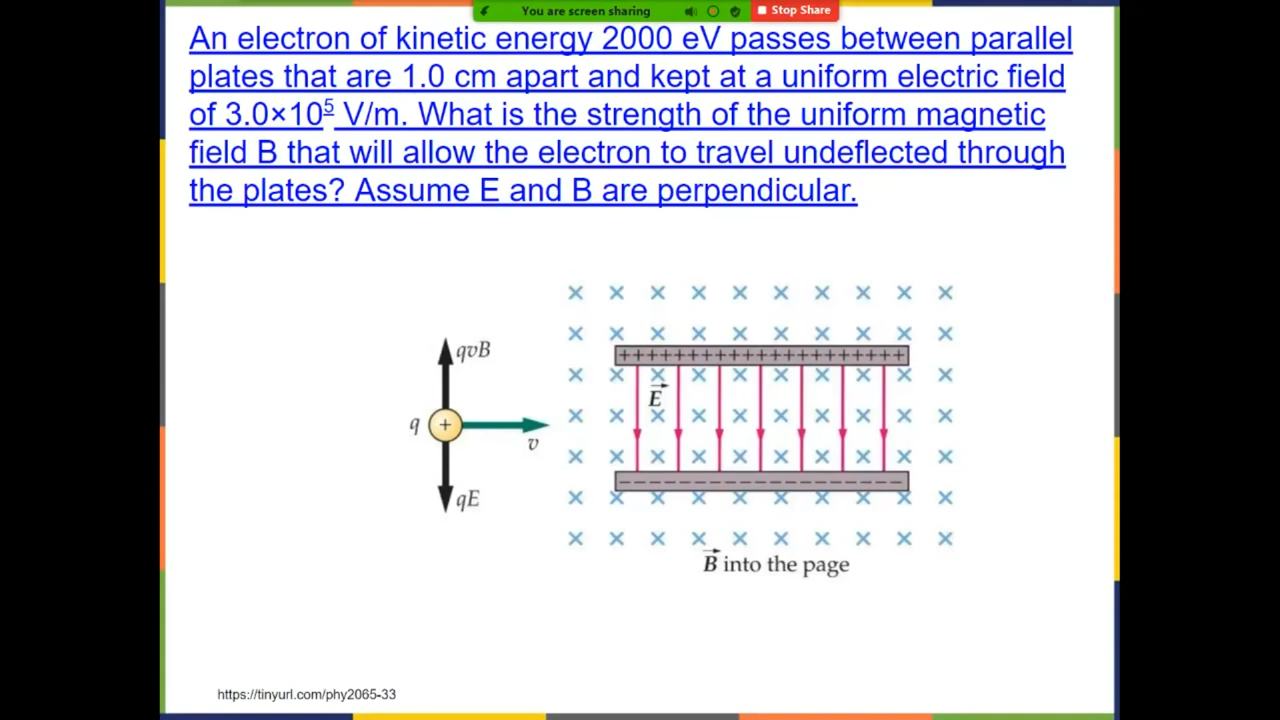 You are screen sharing
Stop Share
An electron of kinetic energy 2000 eV passes between parallel
plates that are 1.0 cm apart and kept at a uniform electric field
of 3.0×10⁵ V/m. What is the strength of the uniform magnetic
field B that will allow the electron to travel undeflected through
the plates? Assume E and B are perpendicular.
qvB
E
q
+
v
qE
B into the page
https://tinyurl.com/phy2065-33